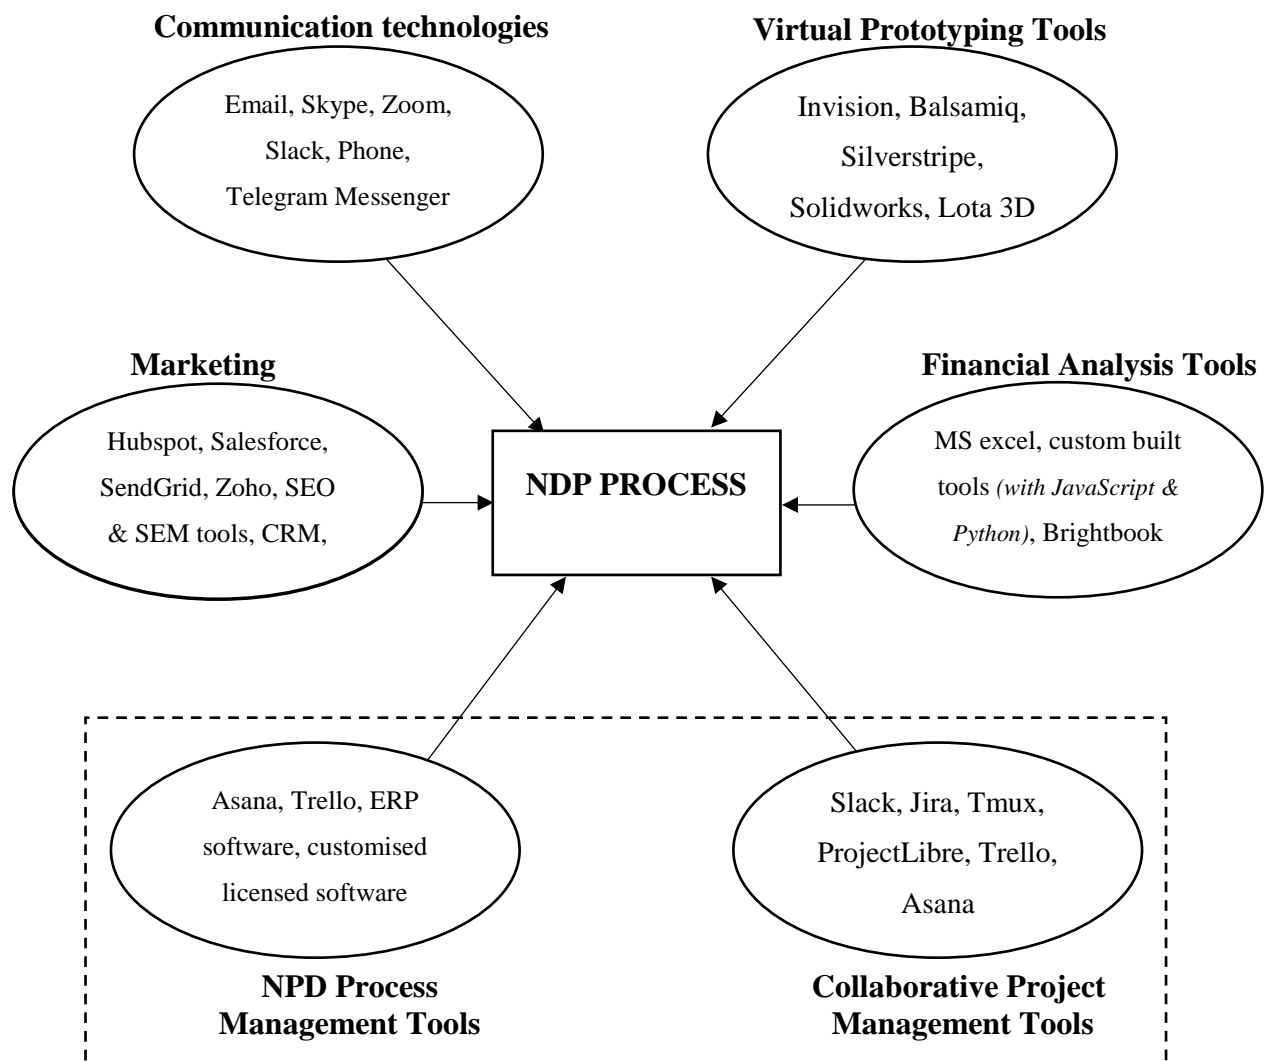 Communication technologies
Email, Skype, Zoom,
Slack, Phone,
Telegram Messenger
Virtual Prototyping Tools
Invision, Balsamiq,
Silverstripe,
Solidworks, Lota 3D
Marketing
Hubspot, Salesforce,
SendGrid, Zoho, SEO
& SEM tools, CRM,
NDP PROCESS
Financial Analysis Tools
MS excel, custom built
tools (with JavaScript &
Python), Brightbook
Asana, Trello, ERP
software, customised
licensed software
NPD Process
Management Tools
Slack, Jira, Tmux,
ProjectLibre, Trello,
Asana
Collaborative Project
Management Tools